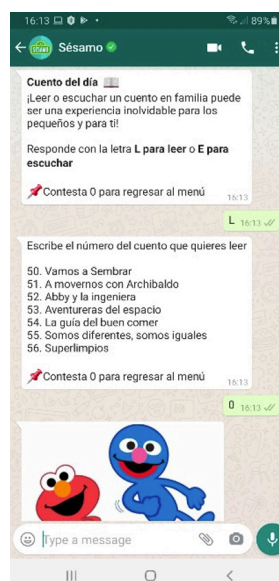 16:13
89%
Sésamo
Cuento del día
¡Leer o escuchar un cuento en familia puede
ser una experiencia inolvidable para los
pequeños y para ti!
Responde con la letra L para leer o E para
escuchar
Contesta 0 para regresar al menú
16:13
L 16:13
Escribe el número del cuento que quieres leer
50. Vamos a Sembrar
51. A movernos con Archibaldo
52. Abby y la ingeniera
53. Aventureras del espacio
54. La guía del buen comer
55. Somos diferentes, somos iguales
56. Superlimpios
Contesta 0 para regresar al menú
16:13
0 16:13
Type a message